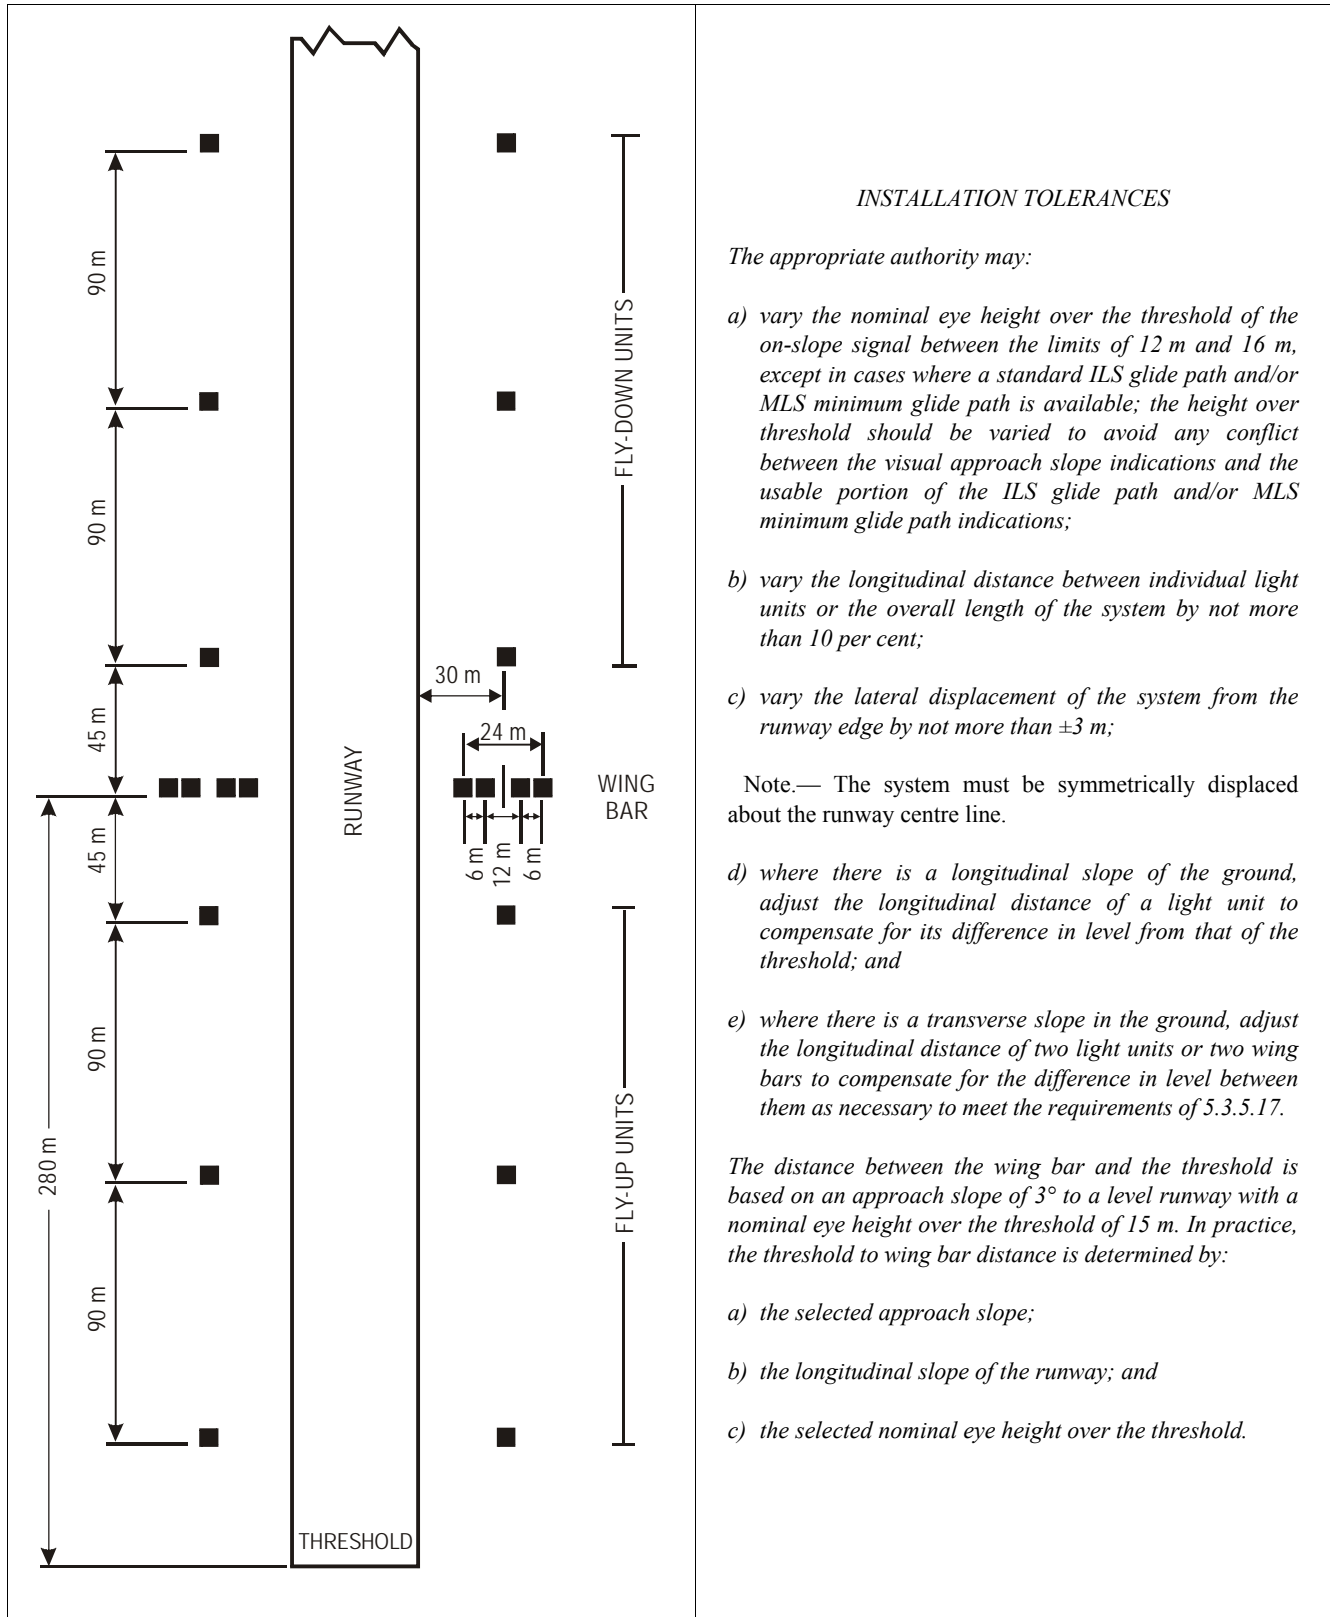 90 m
90 m
45 m
45 m
90 m
90 m
280 m
RUNWAY
THRESHOLD
30 m
24 m
6 m
12 m
6 m
FLY-DOWN UNITS
WING
BAR
FLY-UP UNITS
INSTALLATION TOLERANCES
The appropriate authority may:
a) vary the nominal eye height over the threshold of the
on-slope signal between the limits of 12 m and 16 m,
except in cases where a standard ILS glide path and/or
MLS minimum glide path is available; the height over
threshold should be varied to avoid any conflict
between the visual approach slope indications and the
usable portion of the ILS glide path and/or MLS
minimum glide path indications;
b) vary the longitudinal distance between individual light
units or the overall length of the system by not more
than 10 per cent;
c) vary the lateral displacement of the system from the
runway edge by not more than ±3 m;
Note.— The system must be symmetrically displaced
about the runway centre line.
d) where there is a longitudinal slope of the ground,
adjust the longitudinal distance of a light unit to
compensate for its difference in level from that of the
threshold; and
e) where there is a transverse slope in the ground, adjust
the longitudinal distance of two light units or two wing
bars to compensate for the difference in level between
them as necessary to meet the requirements of 5.3.5.17.
The distance between the wing bar and the threshold is
based on an approach slope of 3° to a level runway with a
nominal eye height over the threshold of 15 m. In practice,
the threshold to wing bar distance is determined by:
a) the selected approach slope;
b) the longitudinal slope of the runway; and
c) the selected nominal eye height over the threshold.